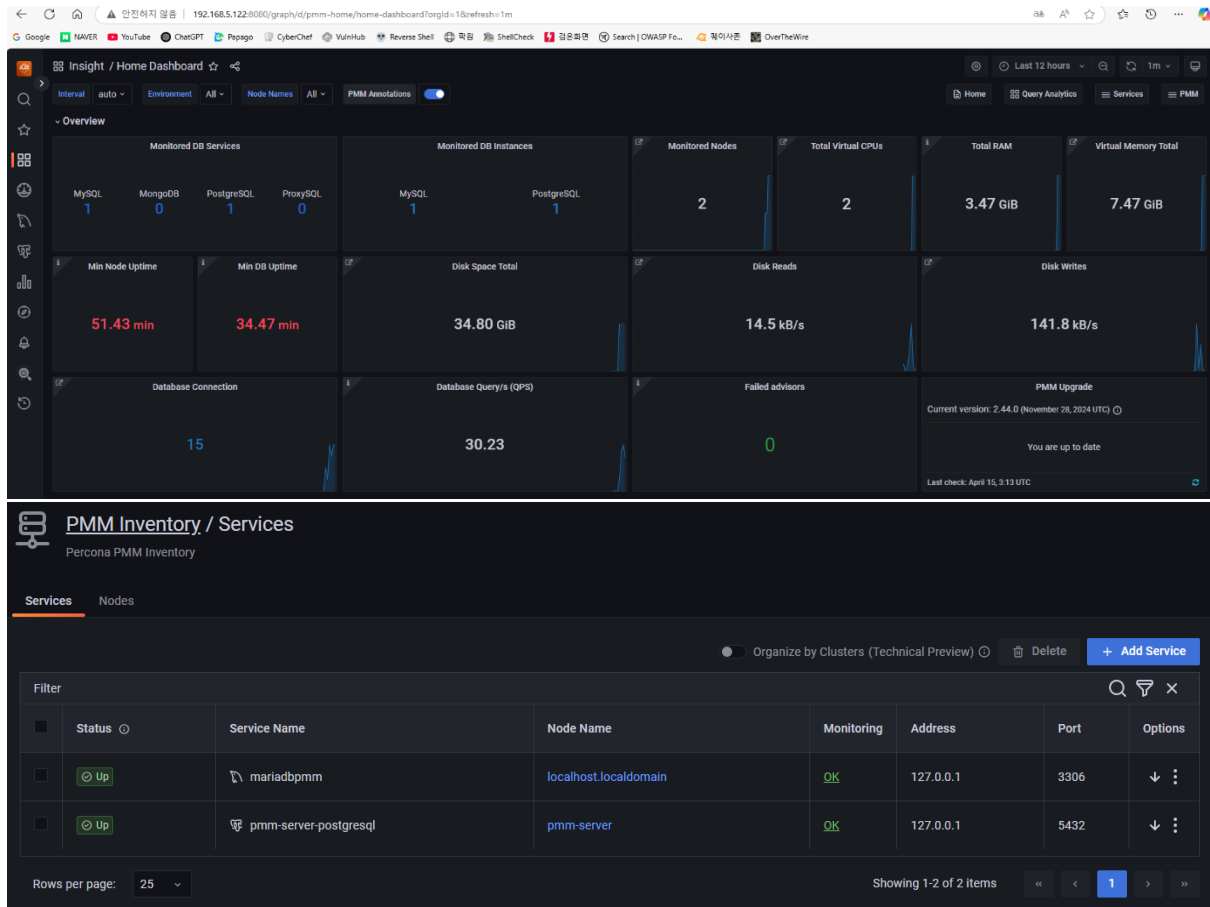 안전하지 않음 192.168.5.122:8080/graph/d/pmm-home/home-dashboard?orgId=1&refresh=1m
Google NAVER YouTube ChatGPT Papago CyberChef VulnHub Reverse Shell 학원 ShellCheck 검은화면 Search | OWASP Fo... 웨이사존 OverTheWire
Insight / Home Dashboard Last 12 hours 1m
Interval auto Environment All Node Names All PMM Annotations Home Query Analytics Services PMM
Overview
Monitored DB Services Monitored DB Instances Monitored Nodes Total Virtual CPUs Total RAM Virtual Memory Total
MySQL MongoDB PostgreSQL ProxySQL MySQL PostgreSQL
1 0 1 0 1 1 2 2 3.47 GiB 7.47 GiB
Min Node Uptime Min DB Uptime Disk Space Total Disk Reads Disk Writes
51.43 min 34.47 min 34.80 GiB 14.5 kB/s 141.8 kB/s
Database Connection Database Query/s (QPS) Failed advisors PMM Upgrade
Current version: 2.44.0 (November 28, 2024 UTC)
15 30.23 0 You are up to date
Last check: April 15, 3:13 UTC
PMM Inventory / Services
Percona PMM Inventory
Services Nodes
Organize by Clusters (Technical Preview) Delete + Add Service
Filter
Status Service Name Node Name Monitoring Address Port Options
Up mariadbpmm localhost.localdomain OK 127.0.0.1 3306
Up pmm-server-postgresql pmm-server OK 127.0.0.1 5432
Rows per page: 25 Showing 1-2 of 2 items « ‹ 1 › »